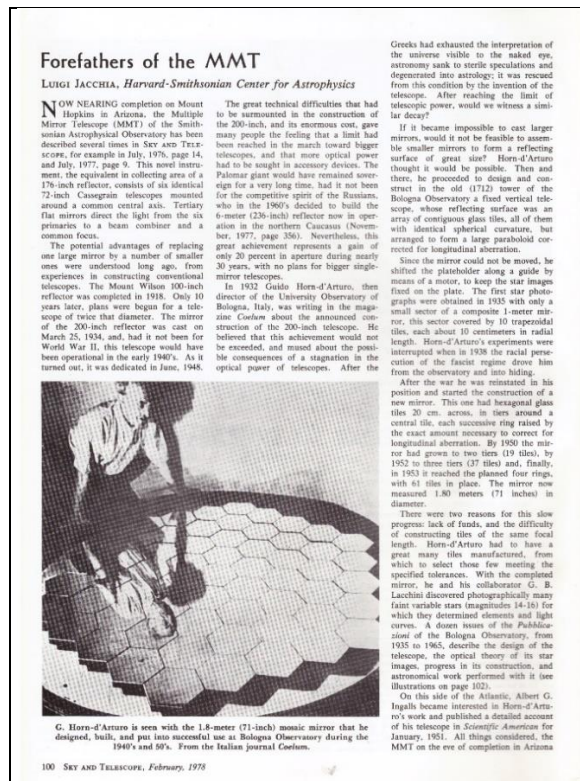 Forefathers of the MMT
LUIGI JACCHIA, Harvard-Smithsonian Center for Astrophysics
NOW NEARING completion on Mount
Hopkins in Arizona, the Multiple
Mirror Telescope (MMT) of the Smith-
sonian Astrophysical Observatory has been
described several times in SKY AND TELE-
SCOPE, for example in July, 1976, page 14,
and July, 1977, page 9. This novel instru-
ment, the equivalent in collecting area of a
176-inch reflector, consists of six identical
72-inch Cassegrain telescopes mounted
around a common central axis. Tertiary
flat mirrors direct the light from the six
primaries to a beam combiner and a
common focus.
The potential advantages of replacing
one large mirror by a number of smaller
ones were understood long ago, from
experiences in constructing conventional
telescopes. The Mount Wilson 100-inch
reflector was completed in 1918. Only 10
years later, plans were begun for a tele-
scope of twice that diameter. The mirror
of the 200-inch reflector was cast on
March 25, 1934, and, had it not been for
World War II, this telescope would have
been operational in the early 1940's. As it
turned out, it was dedicated in June, 1948.
The great technical difficulties that had
to be surmounted in the construction of
the 200-inch, and its enormous cost, gave
many people the feeling that a limit had
been reached in the march toward bigger
telescopes, and that more optical power
had to be sought in accessory devices. The
Palomar giant would have remained sover-
eign for a very long time, had it not been
for the competitive spirit of the Russians,
who in the 1960's decided to build the
6-meter (236-inch) reflector now in oper-
ation in the northern Caucasus (Novem-
ber, 1977, page 356). Nevertheless, this
great achievement represents a gain of
only 20 percent in aperture during nearly
30 years, with no plans for bigger single-
mirror telescopes.
In 1932 Guido Horn-d'Arturo, then
director of the University Observatory of
Bologna, Italy, was writing in the maga-
zine Coelum about the announced con-
struction of the 200-inch telescope. He
believed that this achievement would not
be exceeded, and mused about the possi-
ble consequences of a stagnation in the
optical power of telescopes. After the
Greeks had exhausted the interpretation of
the universe visible to the naked eye,
astronomy sank to sterile speculations and
degenerated into astrology; it was rescued
from this condition by the invention of the
telescope. After reaching the limit of
telescopic power, would we witness a simi-
lar decay?
If it became impossible to cast larger
mirrors, would it not be feasible to assem-
ble smaller mirrors to form a reflecting
surface of great size? Horn-d'Arturo
thought it would be possible. Then and
there, he proceeded to design and con-
struct in the old (1712) tower of the
Bologna Observatory a fixed vertical tele-
scope, whose reflecting surface was an
array of contiguous glass tiles, all of them
with identical spherical curvature, but
arranged to form a large paraboloid cor-
rected for longitudinal aberration.
Since the mirror could not be moved, he
shifted the plateholder along a guide by
means of a motor, to keep the star images
fixed on the plate. The first star photo-
graphs were obtained in 1935 with only a
small sector of a composite 1-meter mir-
ror, this sector covered by 10 trapezoidal
tiles, each about 10 centimeters in radial
length. Horn-d'Arturo's experiments were
interrupted when in 1938 the racial perse-
cution of the fascist regime drove him
from the observatory and into hiding.
After the war he was reinstated in his
position and started the construction of a
new mirror. This one had hexagonal glass
tiles 20 cm. across, in tiers around a
central tile, each successive ring raised by
the exact amount necessary to correct for
longitudinal aberration. By 1950 the mir-
ror had grown to two tiers (19 tiles), by
1952 to three tiers (37 tiles) and, finally,
in 1953 it reached the planned four rings,
with 61 tiles in place. The mirror now
measured 1.80 meters (71 inches) in
diameter.
There were two reasons for this slow
progress: lack of funds, and the difficulty
of constructing tiles of the same focal
length. Horn-d'Arturo had to have a
great many tiles manufactured, from
which to select those few meeting the
specified tolerances. With the completed
mirror, he and his collaborator G. B.
Lacchini discovered photographically many
faint variable stars (magnitudes 14-16) for
which they determined elements and light
curves. A dozen issues of the Pubblica-
zioni of the Bologna Observatory, from
1935 to 1965, describe the design of the
telescope, the optical theory of its star
images, progress in its construction, and
astronomical work performed with it (see
illustrations on page 102).
On this side of the Atlantic, Albert G.
Ingalls became interested in Horn-d'Artu-
ro's work and published a detailed account
of his telescope in Scientific American for
January, 1951. All things considered, the
MMT on the eve of completion in Arizona
G. Horn-d'Arturo is seen with the 1.8-meter (71-inch) mosaic mirror that he
designed, built, and put into succesful use at Bologna Observatory during the
1940's and 50's. From the Italian journal Coelum.
100 SKY AND TELESCOPE, February, 1978